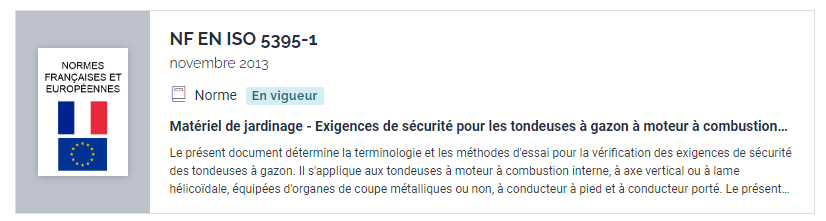 NORMES
FRANÇAISES ET
EUROPÉENNES
NF EN ISO 5395-1
novembre 2013
Norme En vigueur
Matériel de jardinage - Exigences de sécurité pour les tondeuses à gazon à moteur à combustion…
Le présent document détermine la terminologie et les méthodes d'essai pour la vérification des exigences de sécurité
des tondeuses à gazon. Il s'applique aux tondeuses à moteur à combustion interne, à axe vertical ou à lame
hélicoïdale, équipées d'organes de coupe métalliques ou non, à conducteur à pied et à conducteur porté. Le présent…